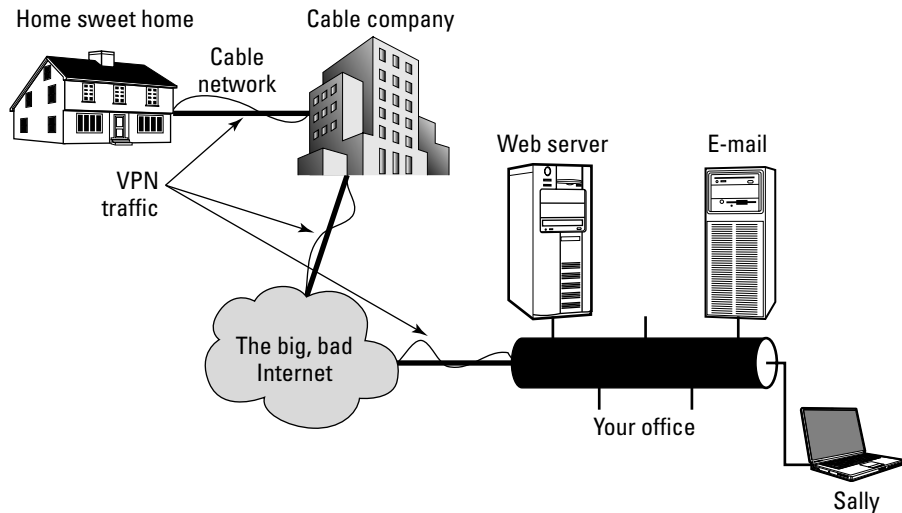 Home sweet home
Cable company
Cable
network
Web server
E-mail
VPN
traffic
The big, bad
Internet
Your office
Sally